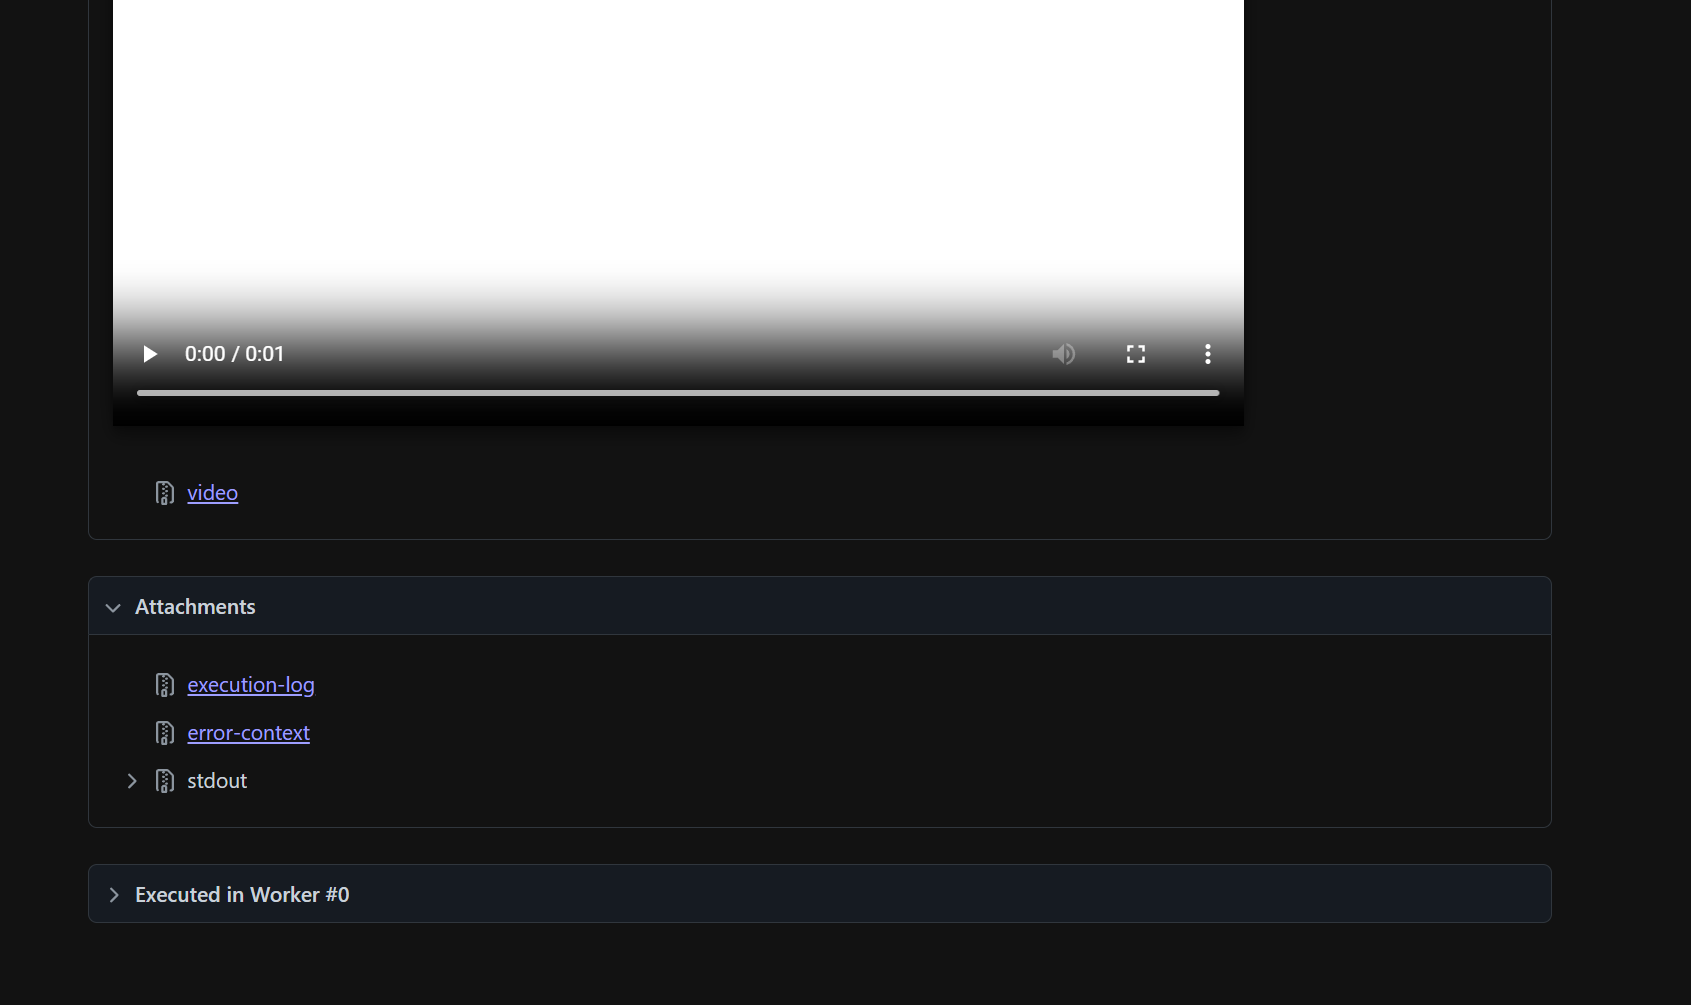 0:00 / 0:01
video
Attachments
execution-log
error-context
stdout
Executed in Worker #0